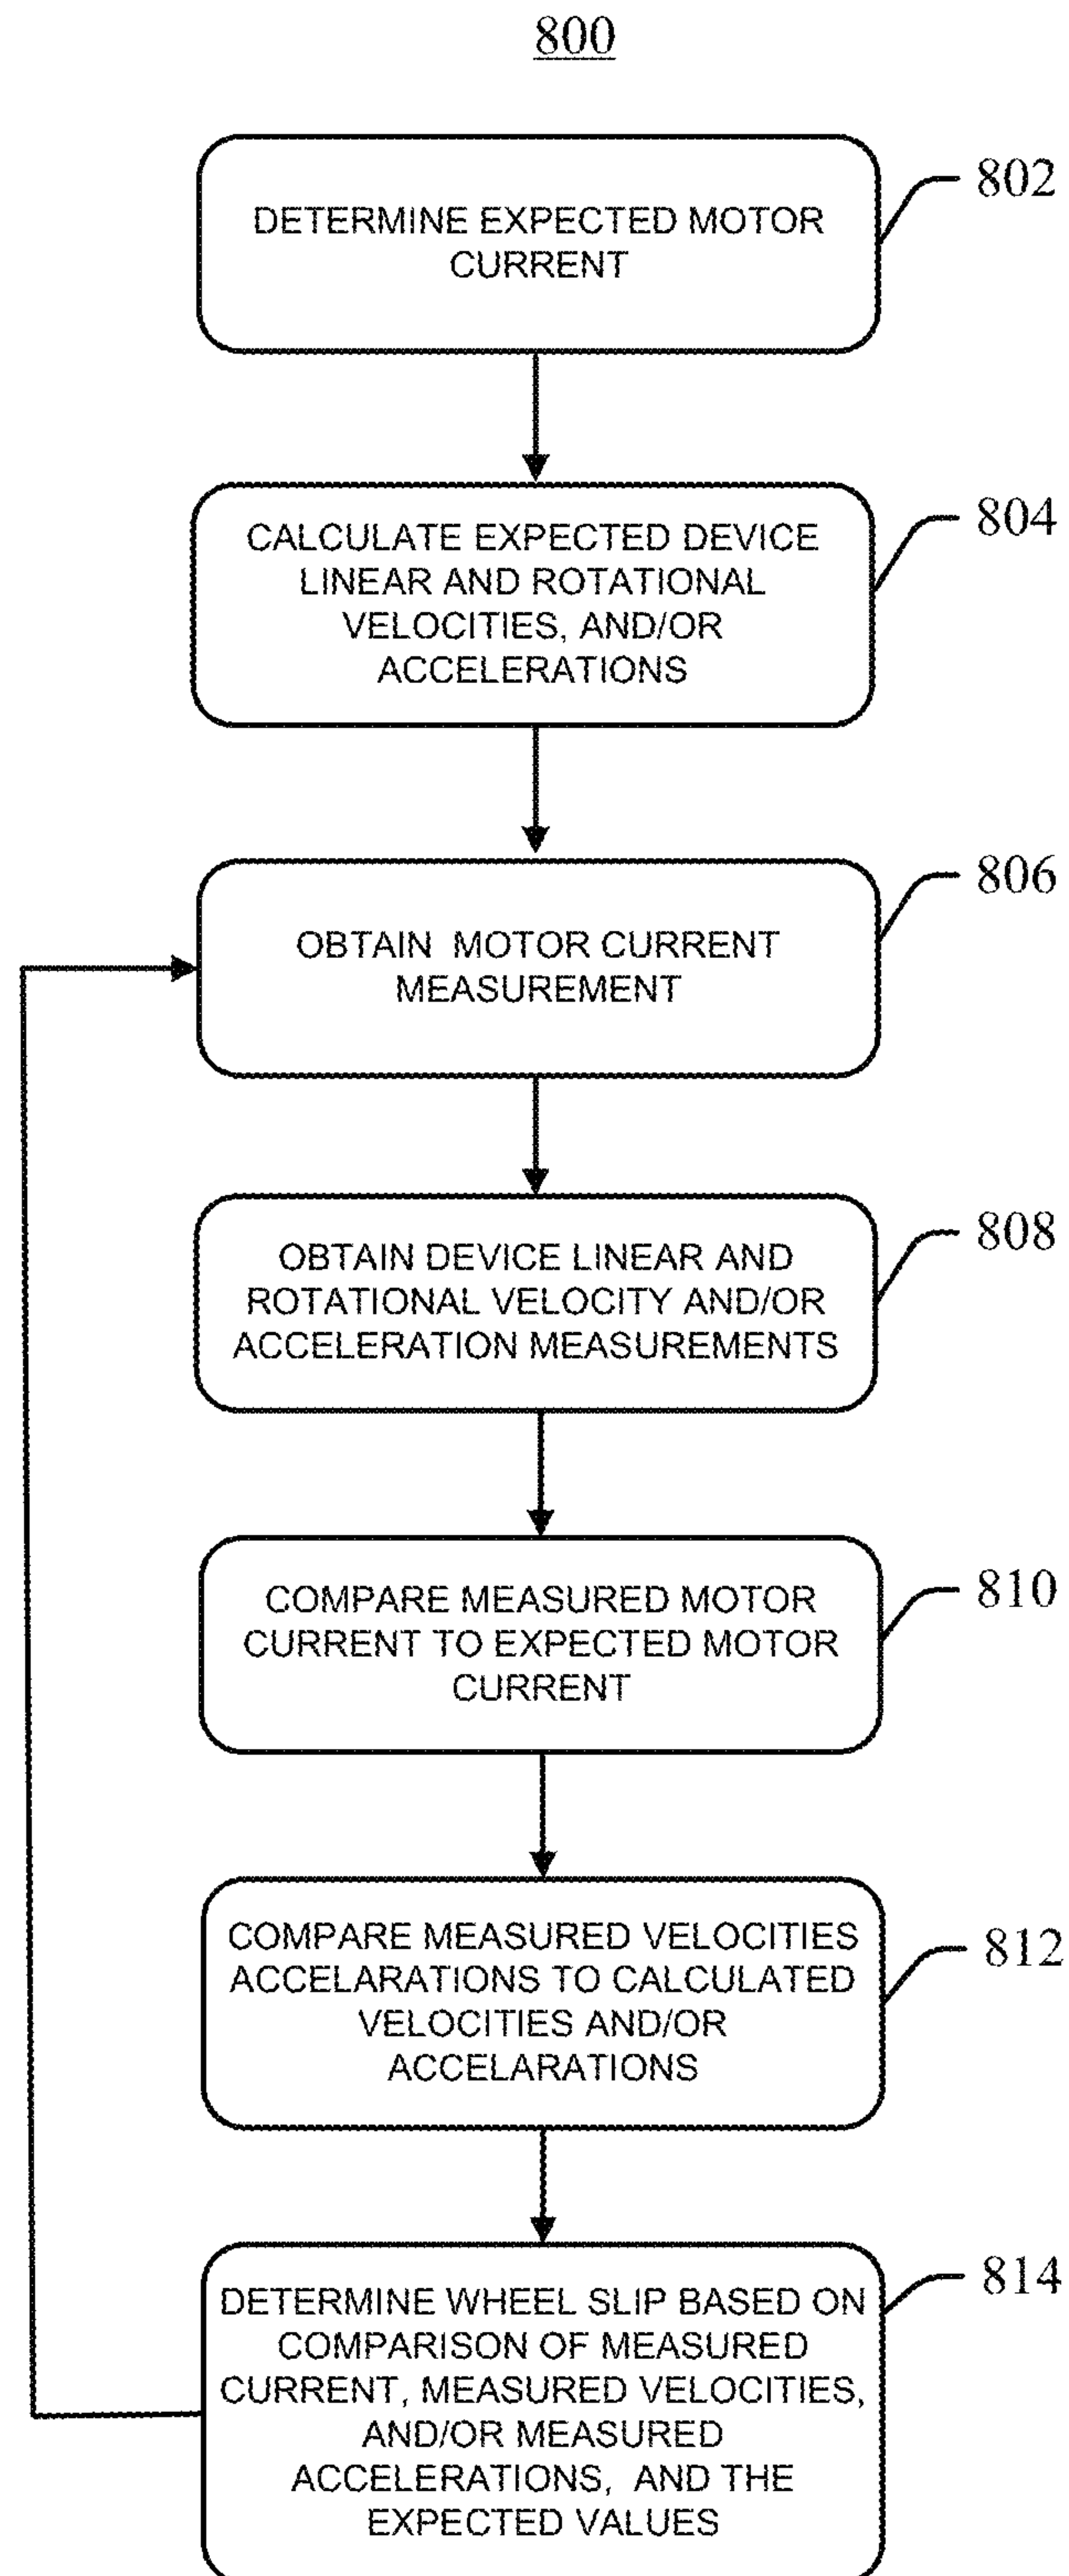 800
DETERMINE EXPECTED MOTOR
CURRENT
802
CALCULATE EXPECTED DEVICE
LINEAR AND ROTATIONAL
VELOCITIES, AND/OR
ACCELERATIONS
804
OBTAIN MOTOR CURRENT
MEASUREMENT
806
OBTAIN DEVICE LINEAR AND
ROTATIONAL VELOCITY AND/OR
ACCELERATION MEASUREMENTS
808
COMPARE MEASURED MOTOR
CURRENT TO EXPECTED MOTOR
CURRENT
810
COMPARE MEASURED VELOCITIES
ACCELARATIONS TO CALCULATED
VELOCITIES AND/OR
ACCELARATIONS
812
DETERMINE WHEEL SLIP BASED ON
COMPARISON OF MEASURED
CURRENT, MEASURED VELOCITIES,
AND/OR MEASURED
ACCELERATIONS, AND THE
EXPECTED VALUES
814